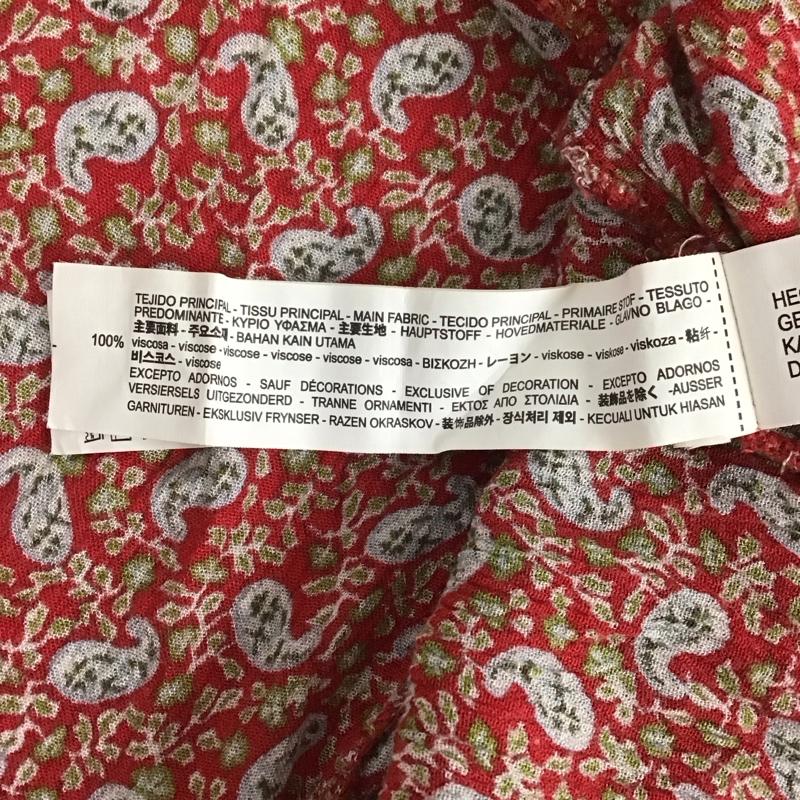 TEJIDO PRINCIPAL - TISSU PRINCIPAL - MAIN FABRIC - TECIDO PRINCIPAL - PRIMAIRE STOF - TESSUTO
PREDOMINANTE - ΚΥΡΙΟ ΥΦΑΣΜΑ - 主要生地 - HAUPTSTOFF - HOVEDMATERIALE - GLAVNO BLAGO -
主要面料 - 주요소재 - BAHAN KAIN UTAMA
100% viscosa - viscose - viscose - viscose - viscose - viscosa - ΒΙΣΚΟΖΗ - レーヨン - viskose - viskose - viskoza - 粘纤 -
비스코스 - viscose
EXCEPTO ADORNOS - SAUF DÉCORATIONS - EXCLUSIVE OF DECORATION - EXCEPTO ADORNOS
VERSIERSELS UITGEZONDERD - TRANNE ORNAMENTI - ΕΚΤΟΣ ΑΠΟ ΣΤΟΛΙΔΙΑ - 装飾品を除く -AUSSER
GARNITUREN - EKSKLUSIV FRYNSER - RAZEN OKRASKOV - 装饰品除外 - 장식처리 제외 - KECUALI UNTUK HIASAN